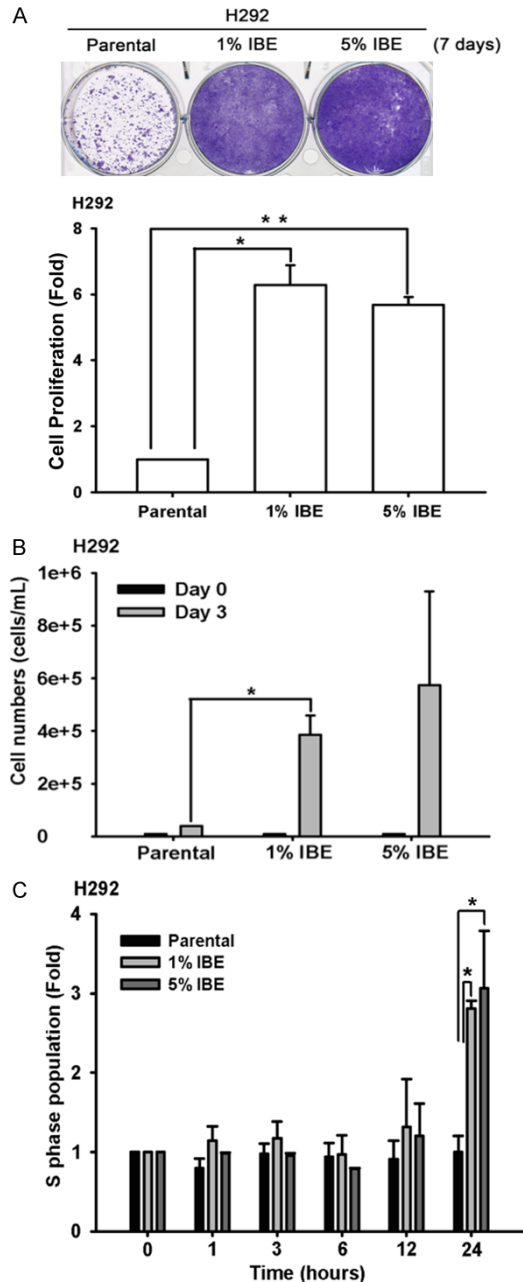 A
H292
Parental 1% IBE 5% IBE (7 days)
H292
Cell Proliferation (Fold)
8
6
4
2
0
* *
*
Parental 1% IBE 5% IBE
B
H292
Cell numbers (cells/mL)
1e+6
8e+5
6e+5
4e+5
2e+5
0
Day 0
Day 3
*
Parental 1% IBE 5% IBE
C
H292
S phase population (Fold)
4
3
2
1
0
Parental
1% IBE
5% IBE
*
*
0 1 3 6 12 24
Time (hours)